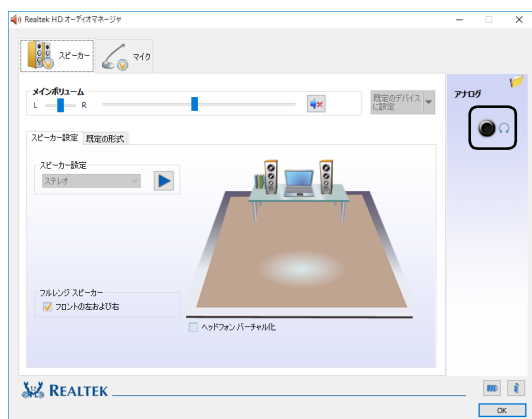 Realtek HD オーディオマネージャ
スピーカー
マイク
メインボリューム
L
R
既定のデバイス
に設定
アナログ
スピーカー設定
既定の形式
スピーカー設定
ステレオ
フルレンジ スピーカー
フロントの左および右
ヘッドフォン バーチャル化
REALTEK
OK